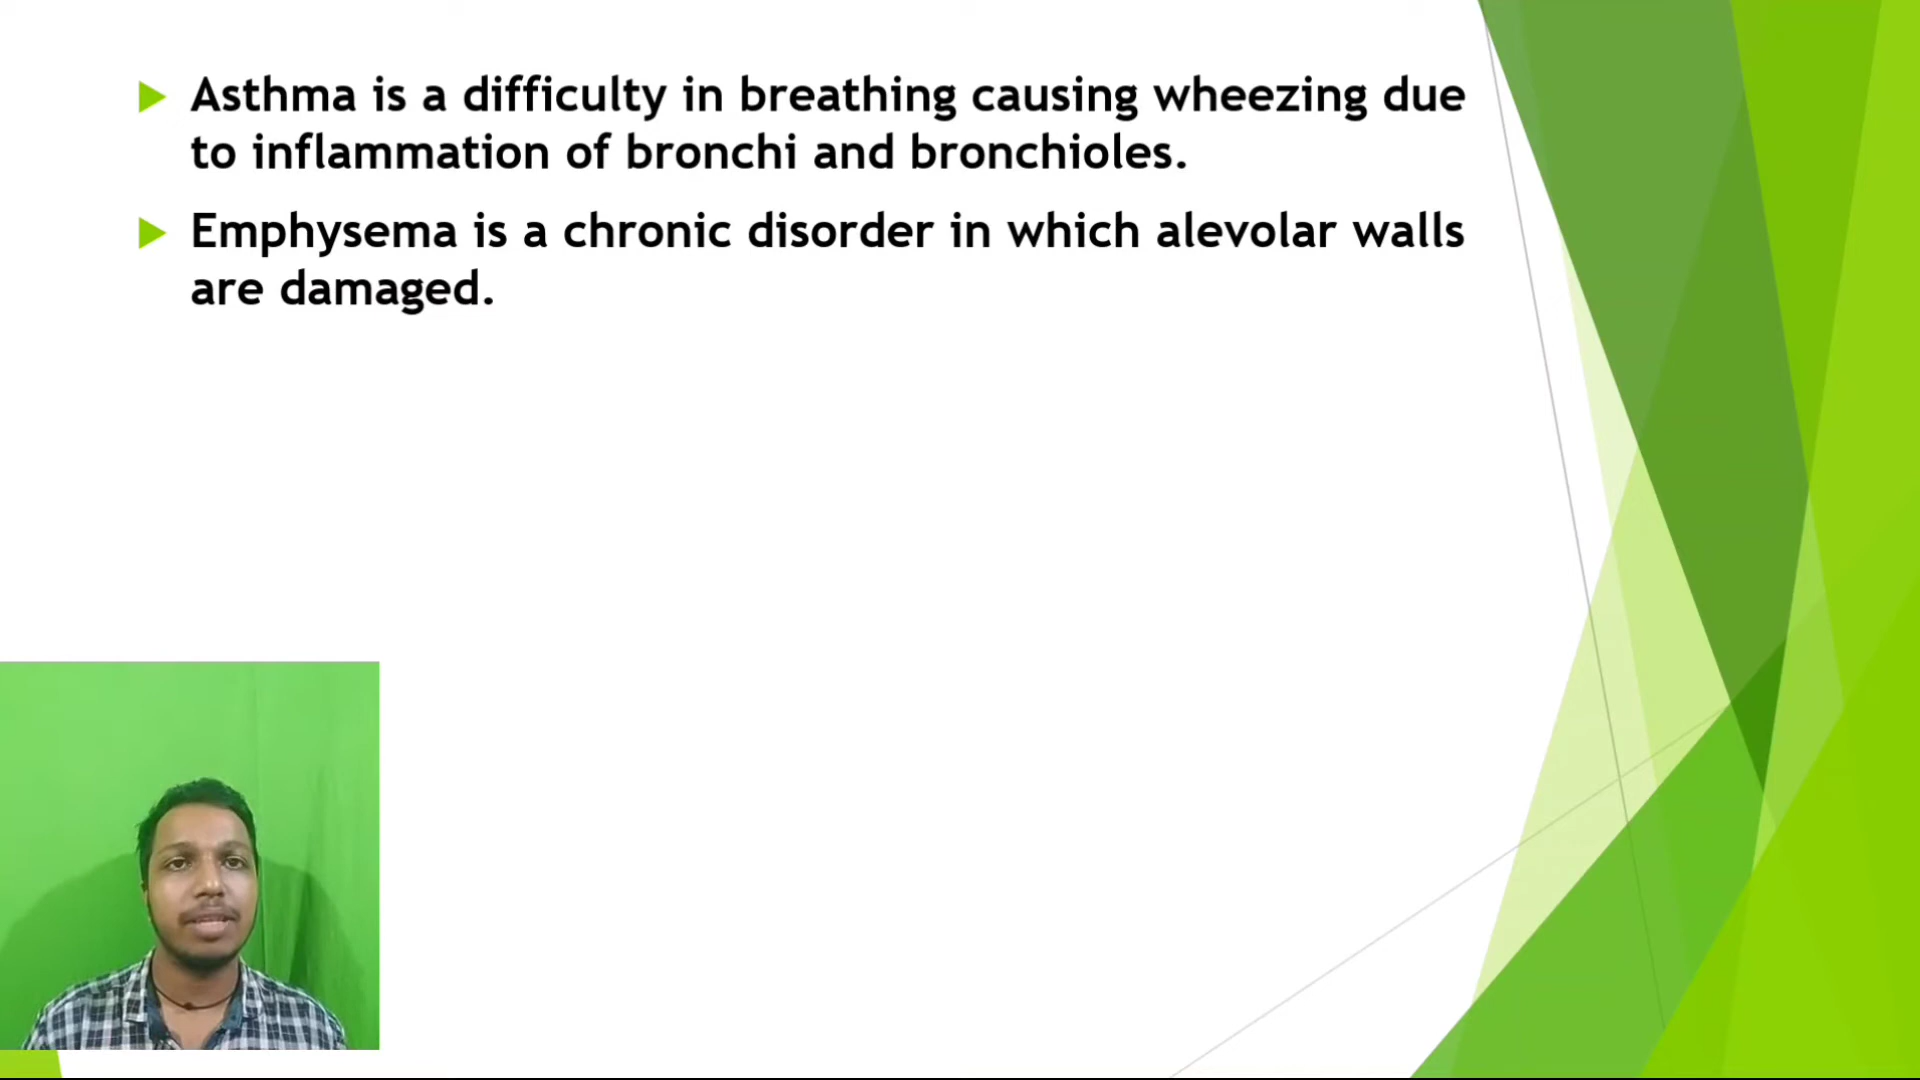 Asthma is a difficulty in breathing causing wheezing due
to inflammation of bronchi and bronchioles.
Emphysema is a chronic disorder in which alevolar walls
are damaged.